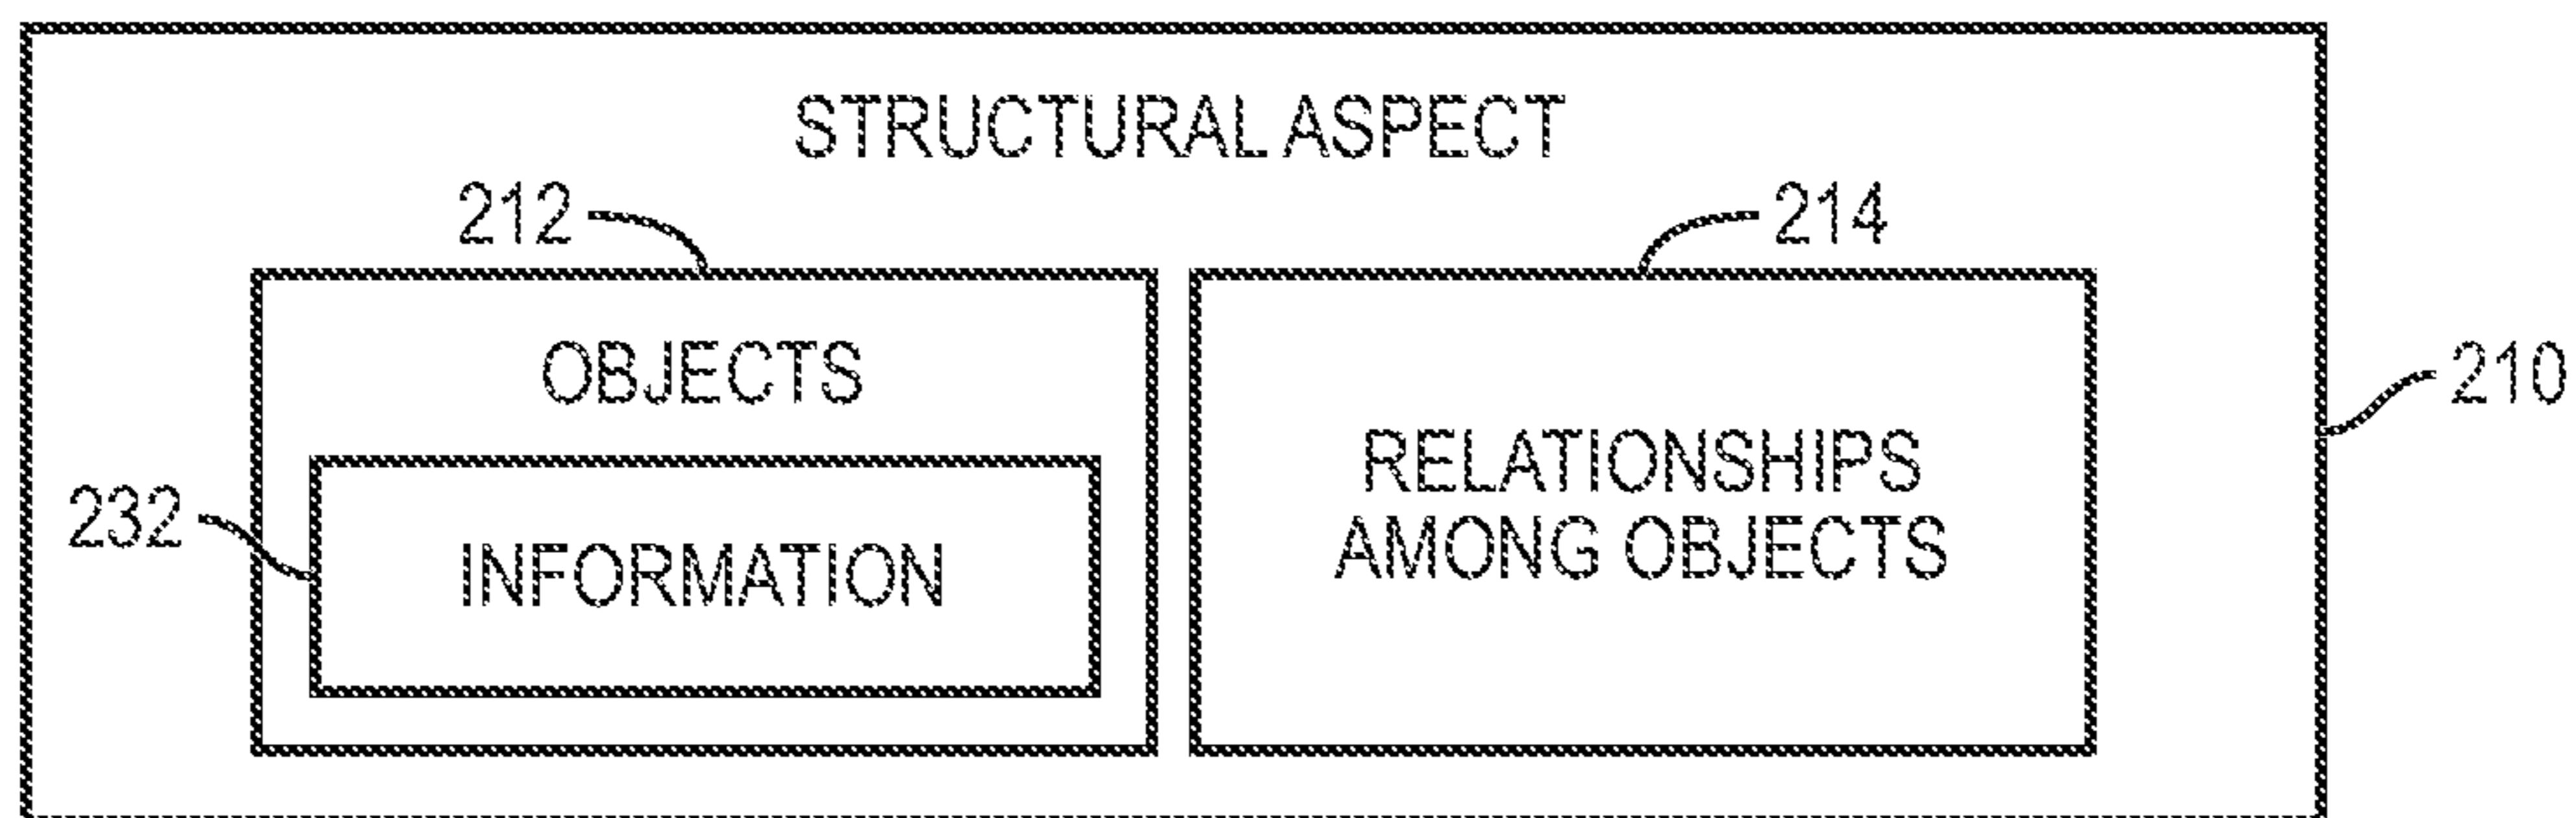 STRUCTURAL ASPECT
212
214
OBJECTS
210
RELATIONSHIPS
AMONG OBJECTS
232
INFORMATION